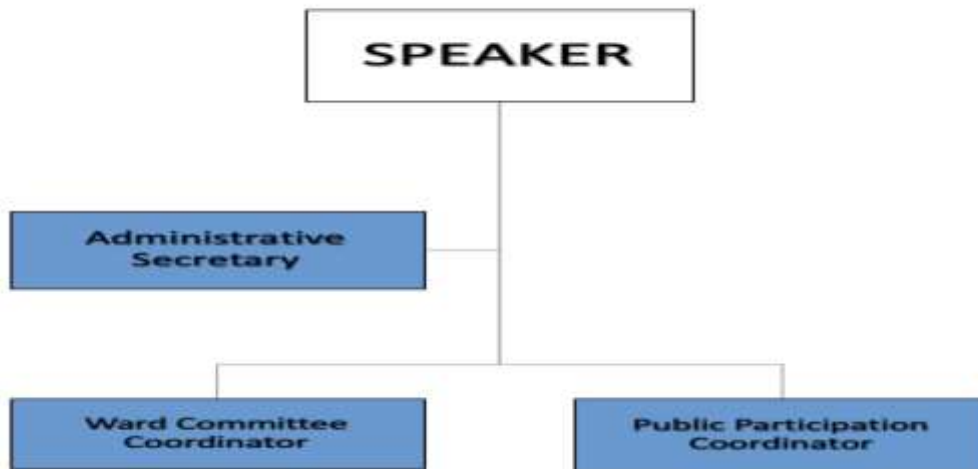 SPEAKER
Administrative
Secretary
Ward Committee
Coordinator
Public Participation
Coordinator